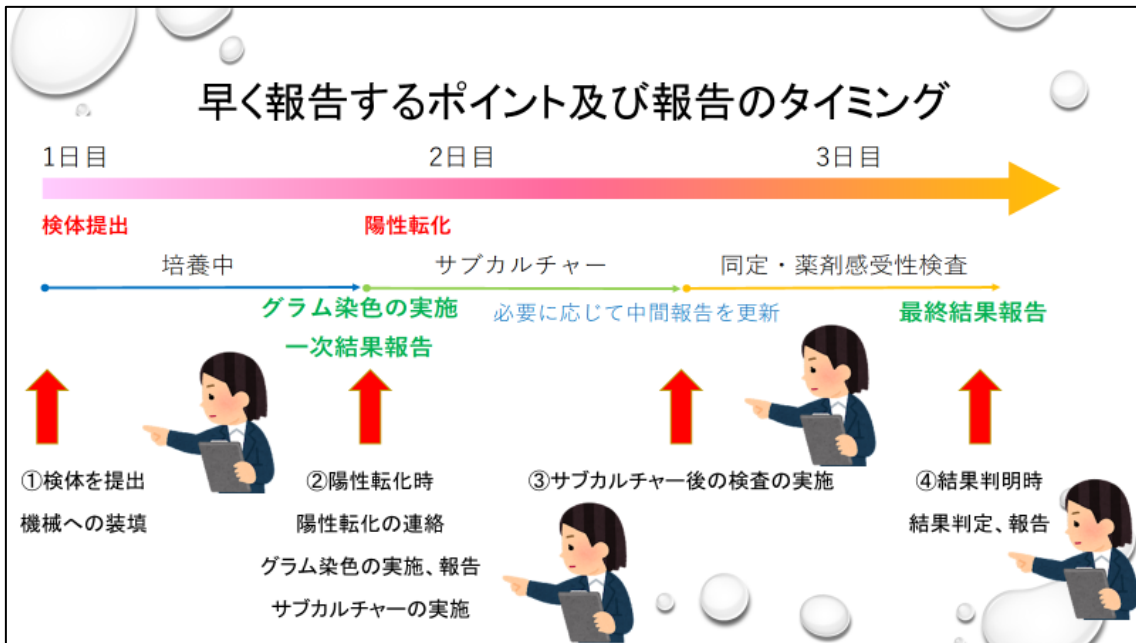 早く報告するポイント及び報告のタイミング
1日目
2日目
3日目
検体提出
陽性転化
培養中
サブカルチャー
同定・薬剤感受性検査
グラム染色の実施
一次結果報告
必要に応じて中間報告を更新
最終結果報告
①検体を提出
機械への装填
②陽性転化時
陽性転化の連絡
グラム染色の実施、報告
サブカルチャーの実施
③サブカルチャー後の検査の実施
④結果判明時
結果判定、報告